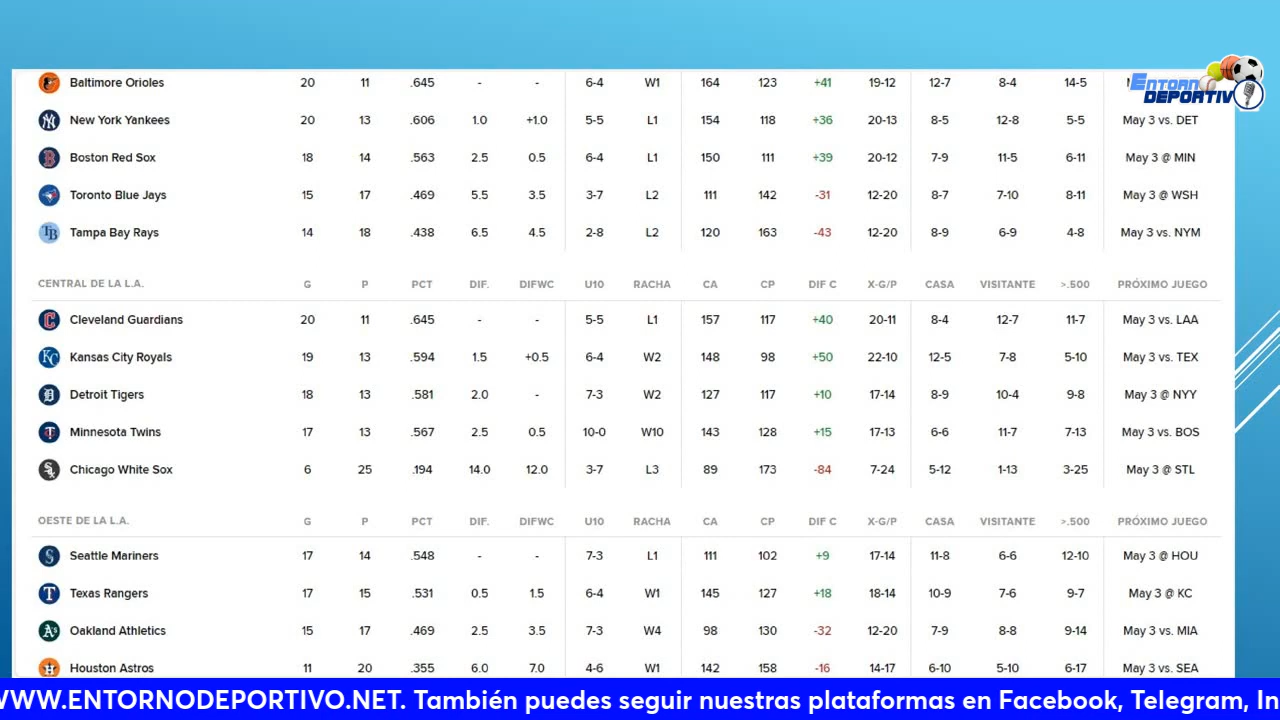 Baltimore Orioles 20 11 .645 - - 6-4 W1 164 123 +41 19-12 12-7 8-4 14-5
ENTORNO
DEPORTIVO
New York Yankees 20 13 .606 1.0 +1.0 5-5 L1 154 118 +36 20-13 8-5 12-8 5-5 May 3 vs. DET
Boston Red Sox 18 14 .563 2.5 0.5 6-4 L1 150 111 +39 20-12 7-9 11-5 6-11 May 3 @ MIN
Toronto Blue Jays 15 17 .469 5.5 3.5 3-7 L2 111 142 -31 12-20 8-7 7-10 8-11 May 3 @ WSH
Tampa Bay Rays 14 18 .438 6.5 4.5 2-8 L2 120 163 -43 12-20 8-9 6-9 4-8 May 3 vs. NYM
CENTRAL DE LA L.A. G P PCT DIF. DIFWC U10 RACHA CA CP DIF C X-G/P CASA VISITANTE >.500 PRÓXIMO JUEGO
Cleveland Guardians 20 11 .645 - - 5-5 L1 157 117 +40 20-11 8-4 12-7 11-7 May 3 vs. LAA
Kansas City Royals 19 13 .594 1.5 +0.5 6-4 W2 148 98 +50 22-10 12-5 7-8 5-10 May 3 vs. TEX
Detroit Tigers 18 13 .581 2.0 - 7-3 W2 127 117 +10 17-14 8-9 10-4 9-8 May 3 @ NYY
Minnesota Twins 17 13 .567 2.5 0.5 10-0 W10 143 128 +15 17-13 6-6 11-7 7-13 May 3 vs. BOS
Chicago White Sox 6 25 .194 14.0 12.0 3-7 L3 89 173 -84 7-24 5-12 1-13 3-25 May 3 @ STL
OESTE DE LA L.A. G P PCT DIF. DIFWC U10 RACHA CA CP DIF C X-G/P CASA VISITANTE >.500 PRÓXIMO JUEGO
Seattle Mariners 17 14 .548 - - 7-3 L1 111 102 +9 17-14 11-8 6-6 12-10 May 3 @ HOU
Texas Rangers 17 15 .531 0.5 1.5 6-4 W1 145 127 +18 18-14 10-9 7-6 9-7 May 3 @ KC
Oakland Athletics 15 17 .469 2.5 3.5 7-3 W4 98 130 -32 12-20 7-9 8-8 9-14 May 3 vs. MIA
Houston Astros 11 20 .355 6.0 7.0 4-6 W1 142 158 -16 14-17 6-10 5-10 6-17 May 3 vs. SEA
WWW.ENTORNODEPORTIVO.NET. También puedes seguir nuestras plataformas en Facebook, Telegram, In